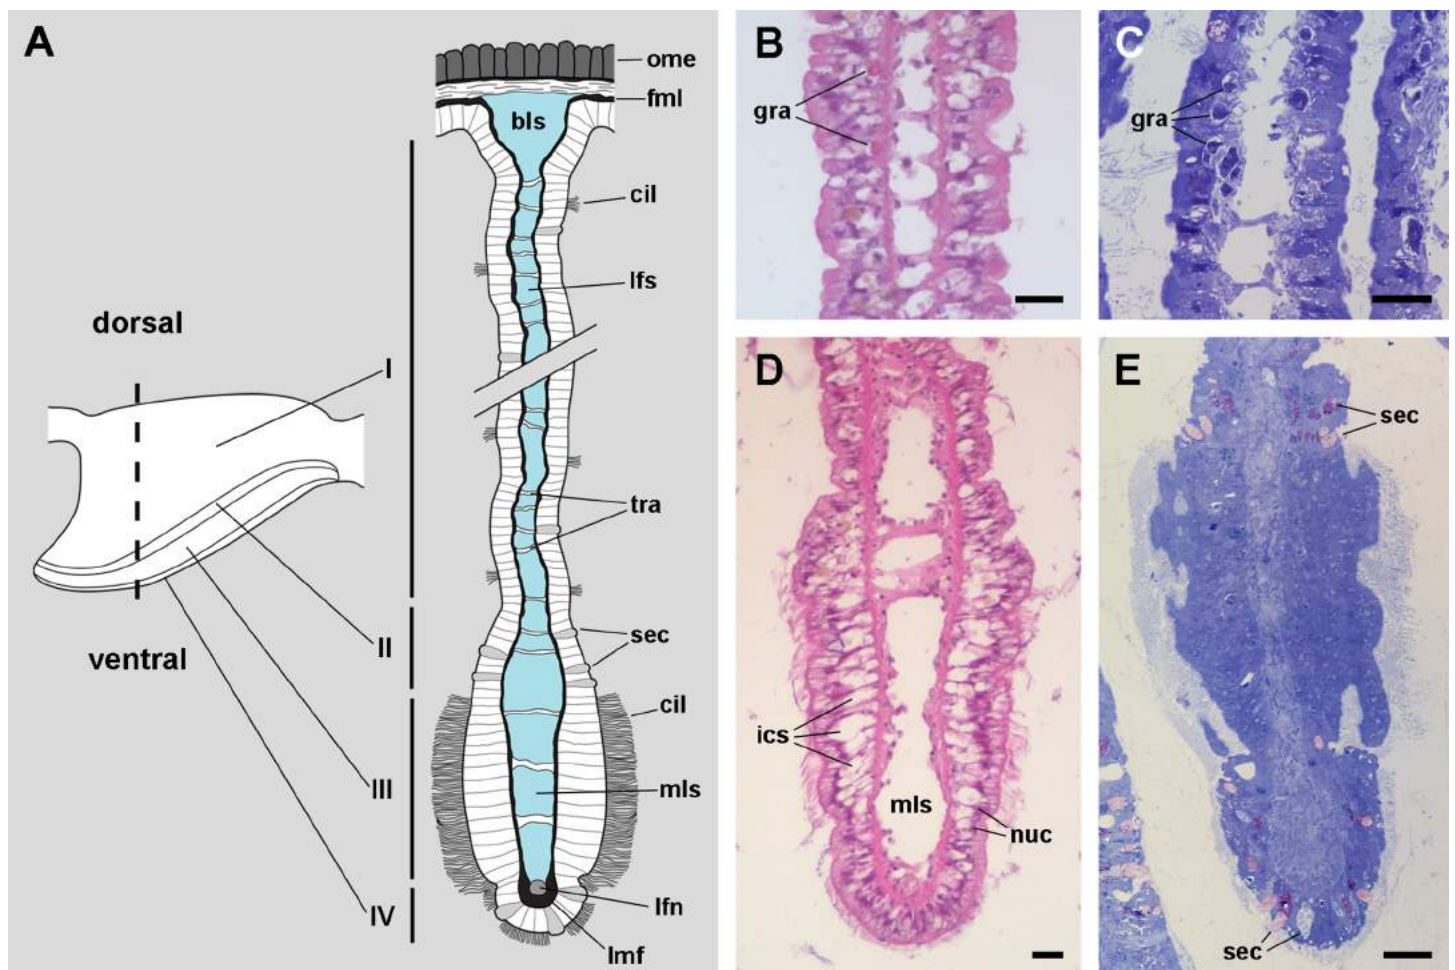 A
ome
fml
bls
cil
lfs
dorsal
I
tra
ventral
II
sec
cil
III
mls
IV
lfn
lmf
B
gra
C
gra
D
ics
mls
nuc
E
sec
sec